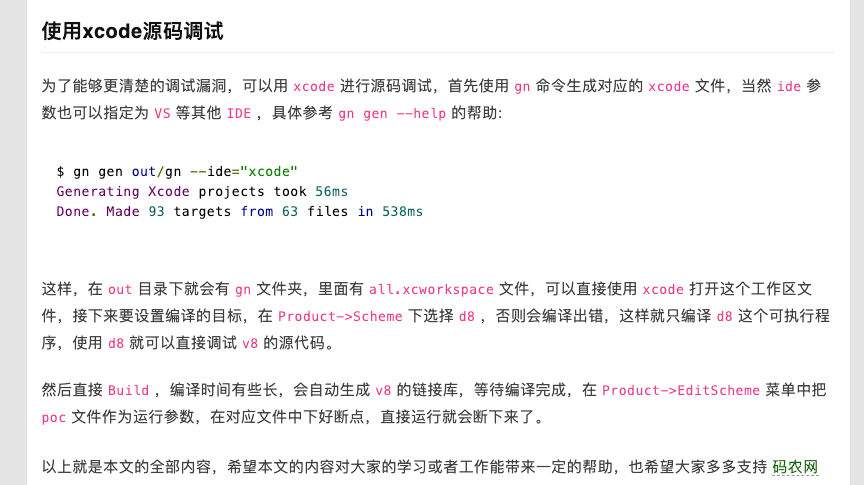 使用xcode源码调试
为了能够更清楚的调试漏洞，可以用 xcode 进行源码调试，首先使用 gn 命令生成对应的 xcode 文件，当然 ide 参
数也可以指定为 VS 等其他 IDE ，具体参考 gn gen --help 的帮助:
$ gn gen out/gn --ide="xcode"
Generating Xcode projects took 56ms
Done. Made 93 targets from 63 files in 538ms
这样，在 out 目录下就会有 gn 文件夹，里面有 all.xcworkspace 文件，可以直接使用 xcode 打开这个工作区文
件，接下来要设置编译的目标，在 Product->Scheme 下选择 d8 ，否则会编译出错，这样就只编译 d8 这个可执行程
序，使用 d8 就可以直接调试 v8 的源代码。
然后直接 Build ，编译时间有些长，会自动生成 v8 的链接库，等待编译完成，在 Product->EditScheme 菜单中把
poc 文件作为运行参数，在对应文件中下好断点，直接运行就会断下来了。
以上就是本文的全部内容，希望本文的内容对大家的学习或者工作能带来一定的帮助，也希望大家多多支持 码农网